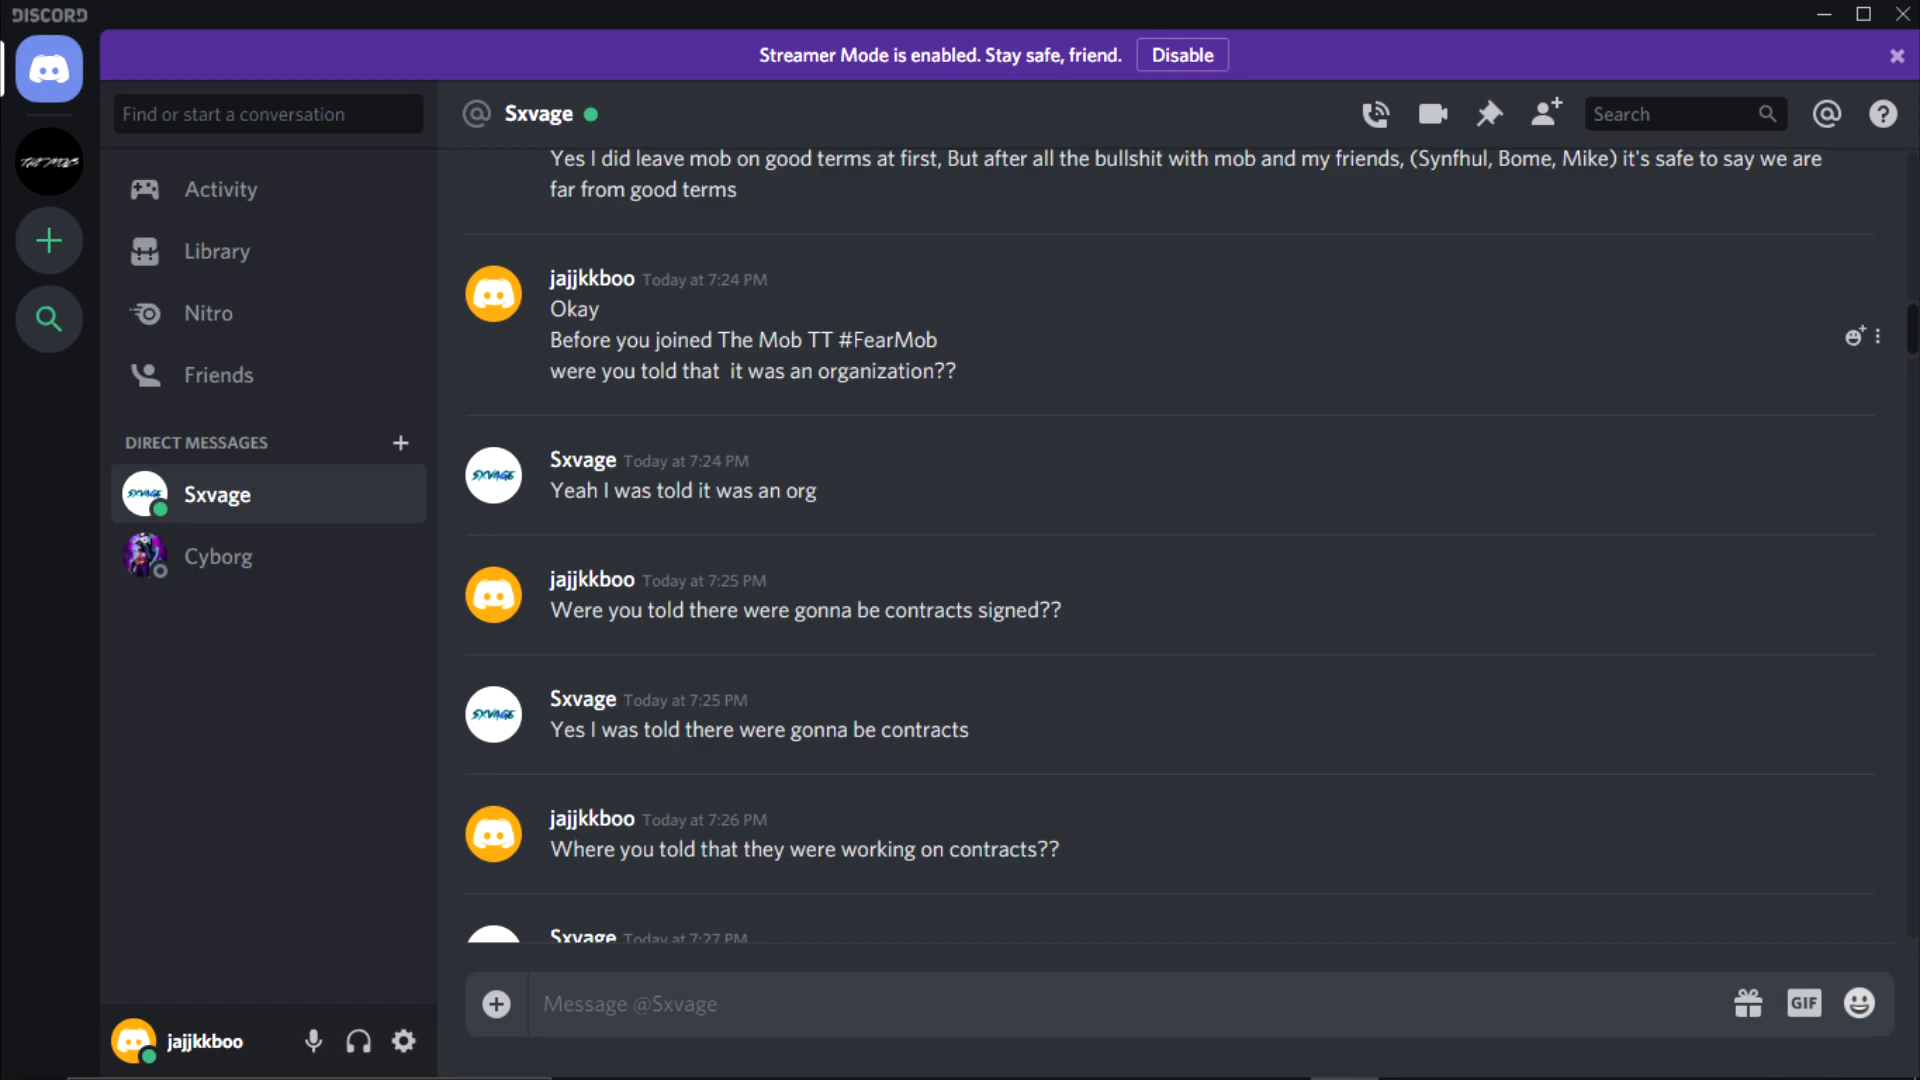 DISCORD
Streamer Mode is enabled. Stay safe, friend.
Disable
Find or start a conversation
Sxvage
Search
THE MOB
Activity
Library
Nitro
Friends
DIRECT MESSAGES
SXVAGE
Sxvage
Cyborg
Yes I did leave mob on good terms at first, But after all the bullshit with mob and my friends, (Synfhul, Bome, Mike) it's safe to say we are
far from good terms
jajjkkboo Today at 7:24 PM
Okay
Before you joined The Mob TT #FearMob
were you told that it was an organization??
SXVAGE
Sxvage Today at 7:24 PM
Yeah I was told it was an org
jajjkkboo Today at 7:25 PM
Were you told there were gonna be contracts signed??
SXVAGE
Sxvage Today at 7:25 PM
Yes I was told there were gonna be contracts
jajjkkboo Today at 7:26 PM
Where you told that they were working on contracts??
Sxvage Today at 7:27 PM
Message @Sxvage
GIF
jajjkkboo